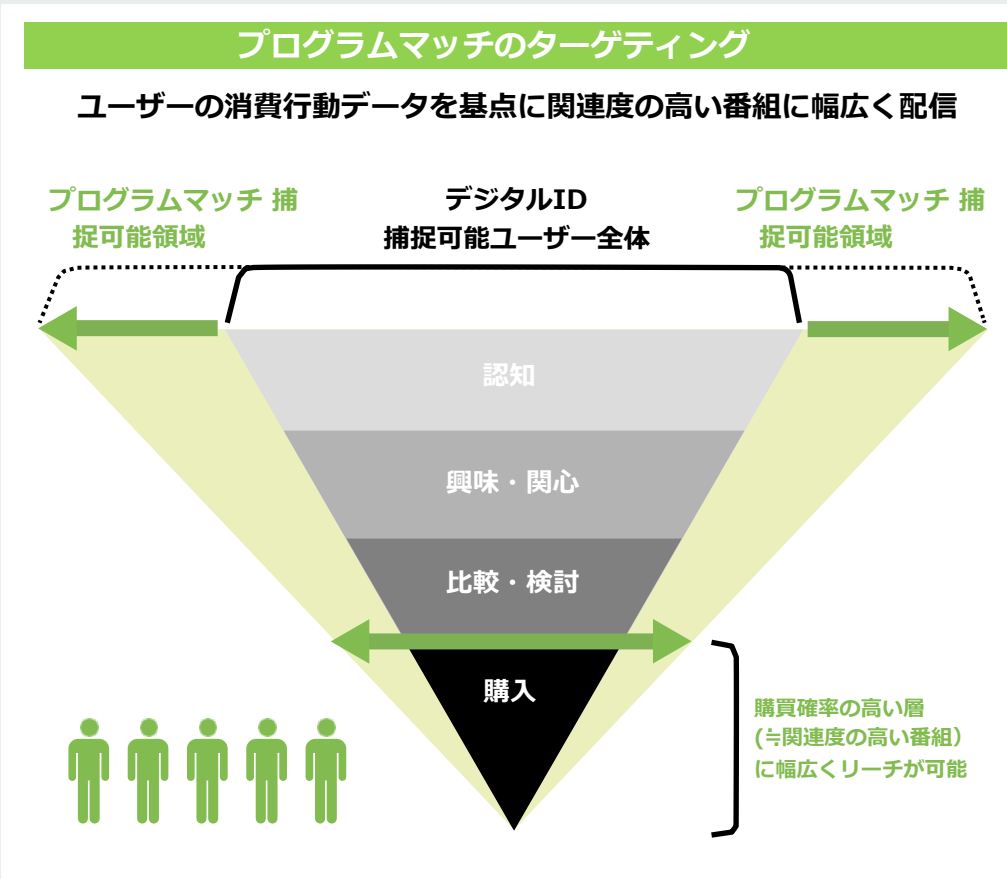 プログラムマッチのターゲティング
ユーザーの消費行動データを基点に関連度の高い番組に幅広く配信
プログラムマッチ 捕
捉可能領域
デジタルID
捕捉可能ユーザー全体
プログラムマッチ 捕
捉可能領域
認知
興味・関心
比較・検討
購入
購買確率の高い層
(≒関連度の高い番組）
に幅広くリーチが可能